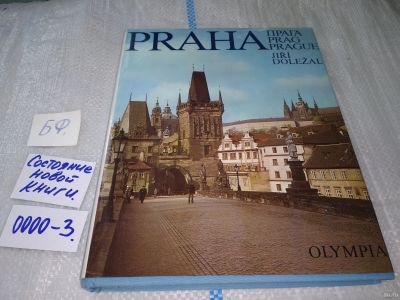 PRAHA
ПРАГА
PRAG
PRAGUE
JIŘÍ
DOLEŽAL
OLYMPIA
БФ
Состояние
новой
книги.
0000-3.